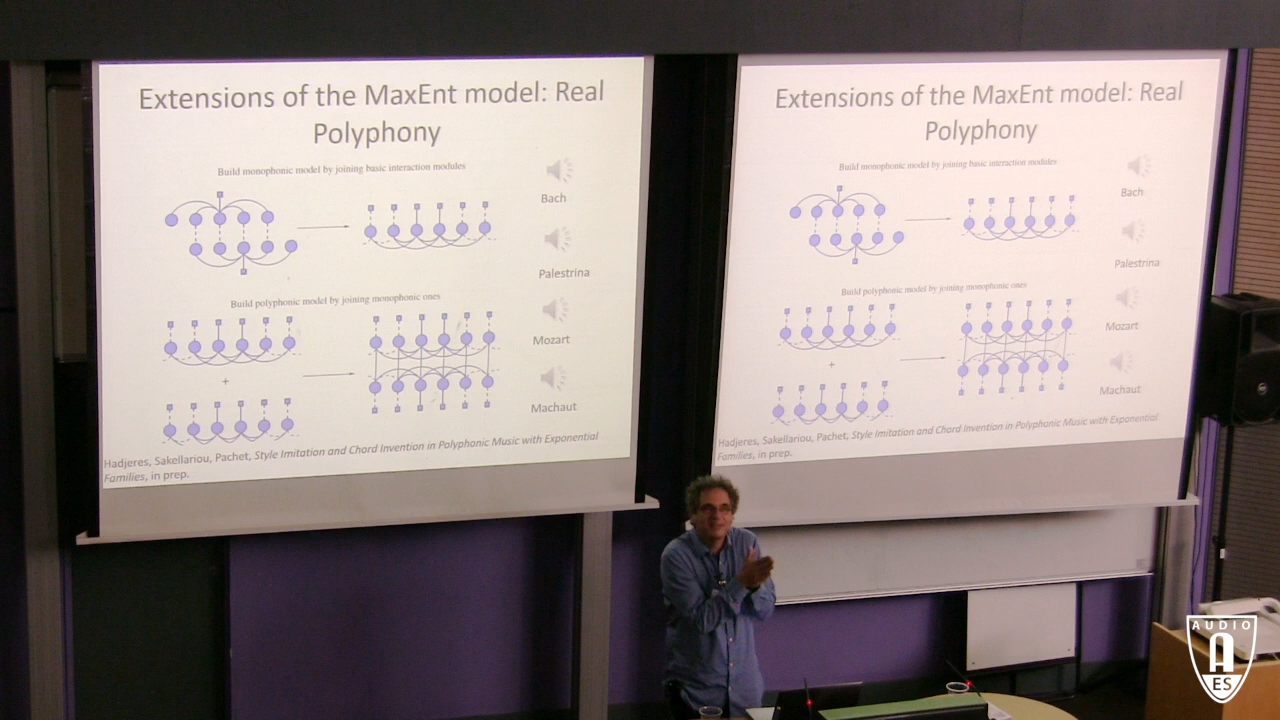 Extensions of the MaxEnt model: Real
Polyphony
Build monophonic model by joining basic interaction modules
Bach
Palestrina
Build polyphonic model by joining monophonic ones
Mozart
+
Machaut
Hadjeres, Sakellariou, Pachet, Style Imitation and Chord Invention in Polyphonic Music with Exponential
Families, in prep.
Extensions of the MaxEnt model: Real
Polyphony
Build monophonic model by joining basic interaction modules
Bach
Palestrina
Build polyphonic model by joining monophonic ones
Mozart
+
Machaut
Hadjeres, Sakellariou, Pachet, Style Imitation and Chord Invention in Polyphonic Music with Exponential
Families, in prep.
AUDIO
A
ES